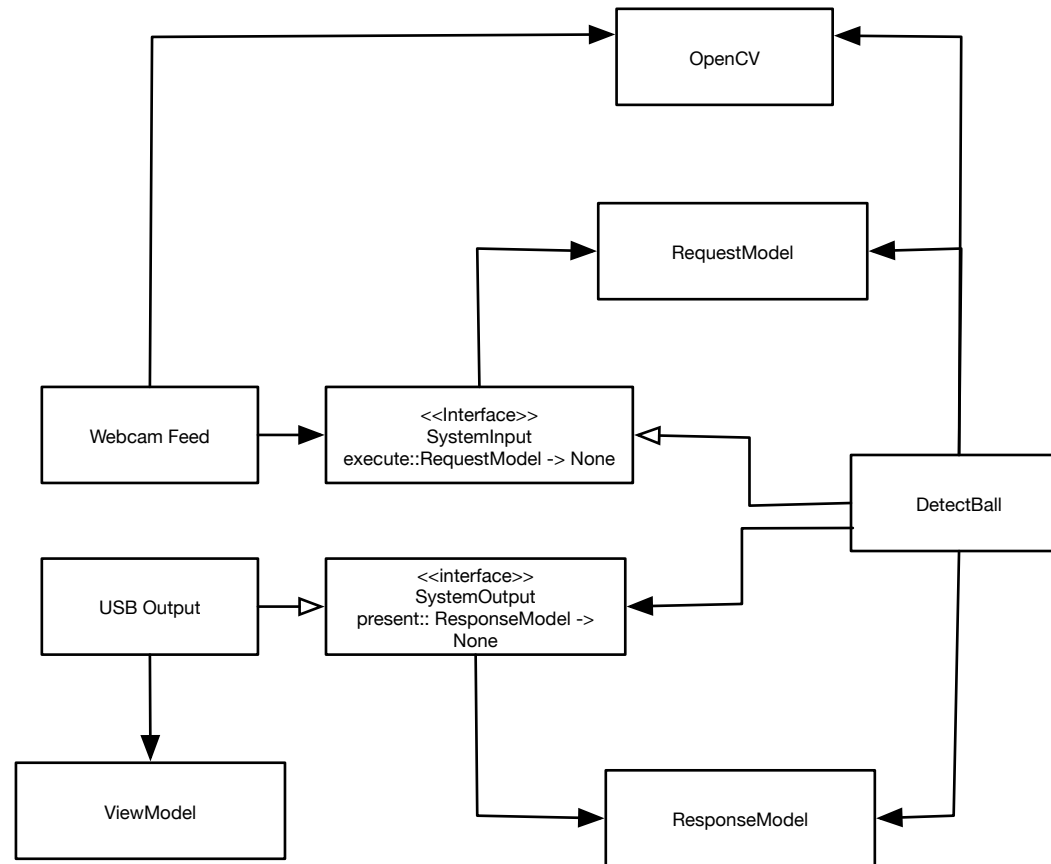 OpenCV
RequestModel
Webcam Feed
<<Interface>>
SystemInput
execute::RequestModel -> None
DetectBall
USB Output
<<interface>>
SystemOutput
present:: ResponseModel ->
None
ViewModel
ResponseModel